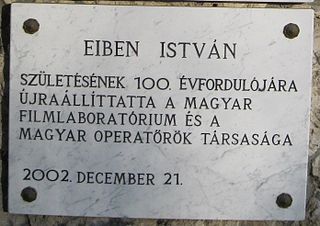 EIBEN ISTVÁN
SZÜLETÉSÉNEK 100. ÉVFORDULÓJÁRA
ÚJRAÁLLÍTTATTA A MAGYAR
FILMLABORATÓRIUM ÉS A
MAGYAR OPERATŐRÖK TÁRSASÁGA
2002. DECEMBER 21.